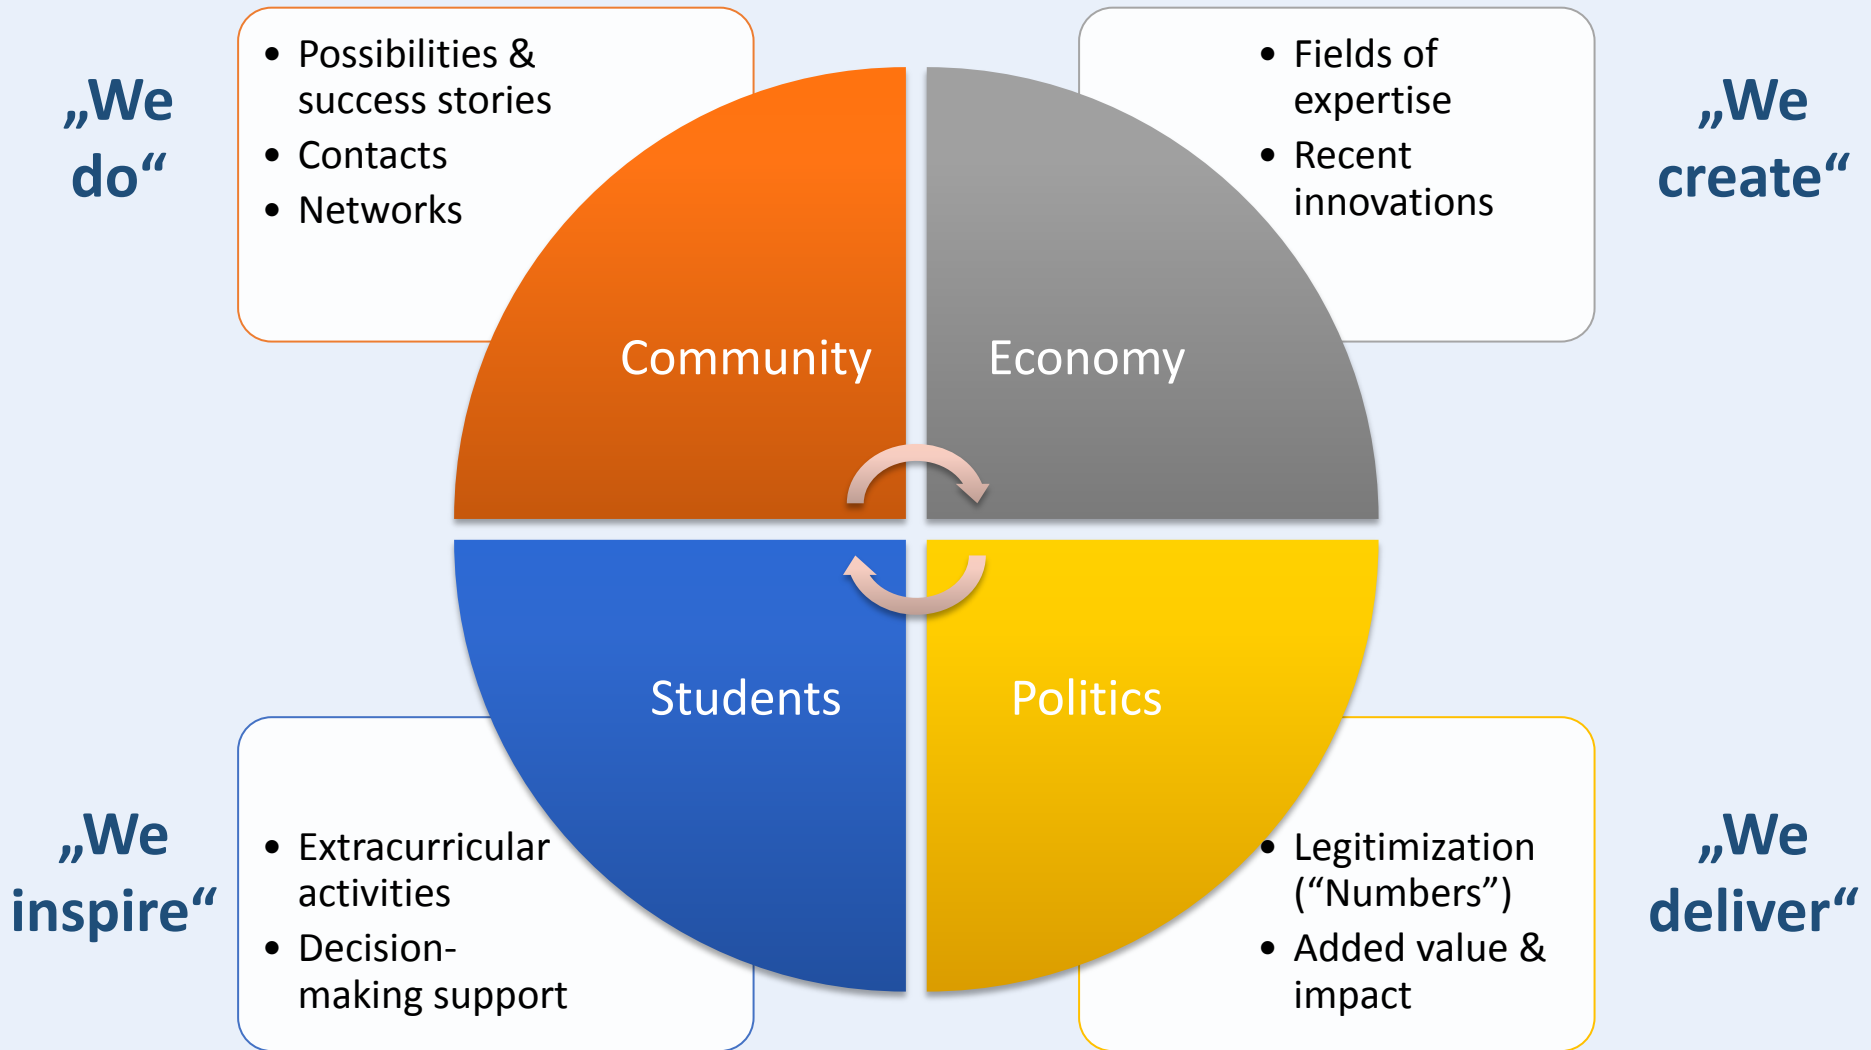 „We
do“
• Possibilities &
success stories
• Contacts
• Networks
Community
Economy
• Fields of
expertise
• Recent
innovations
„We
create“
„We
inspire“
• Extracurricular
activities
• Decision-
making support
Students
Politics
• Legitimization
(“Numbers”)
• Added value &
impact
„We
deliver“